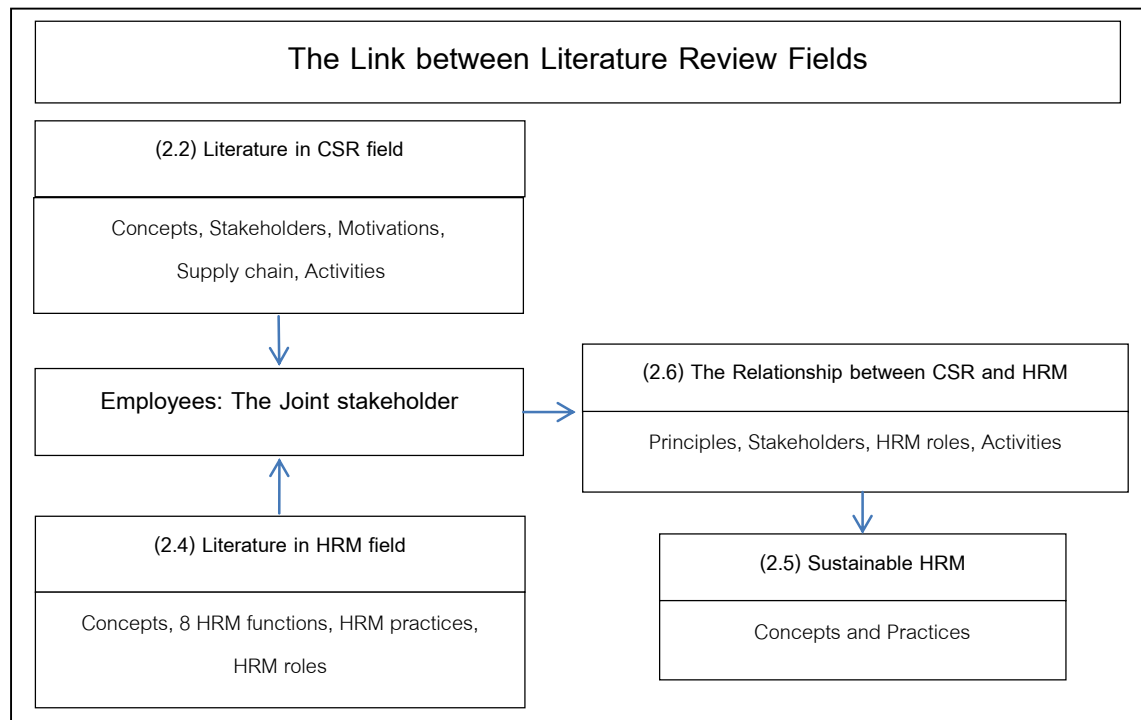 The Link between Literature Review Fields
(2.2) Literature in CSR field
Concepts, Stakeholders, Motivations,
Supply chain, Activities
Employees: The Joint stakeholder
(2.4) Literature in HRM field
Concepts, 8 HRM functions, HRM practices,
HRM roles
(2.6) The Relationship between CSR and HRM
Principles, Stakeholders, HRM roles, Activities
(2.5) Sustainable HRM
Concepts and Practices